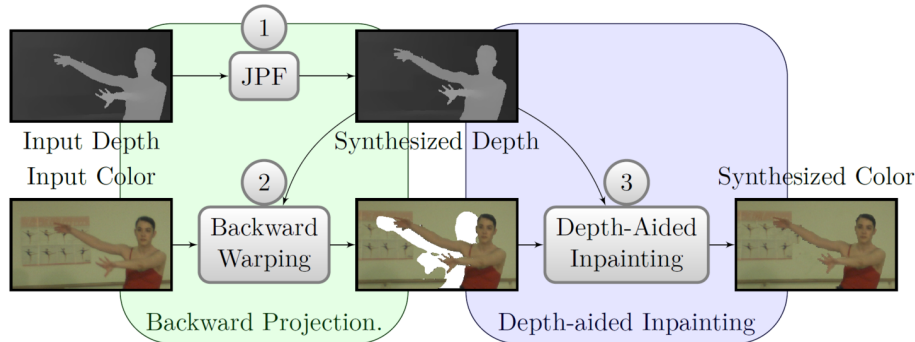 1
JPF
Input Depth
Synthesized Depth
Input Color
2
3
Synthesized Color
Backward
Warping
Depth-Aided
Inpainting
Backward Projection.
Depth-aided Inpainting